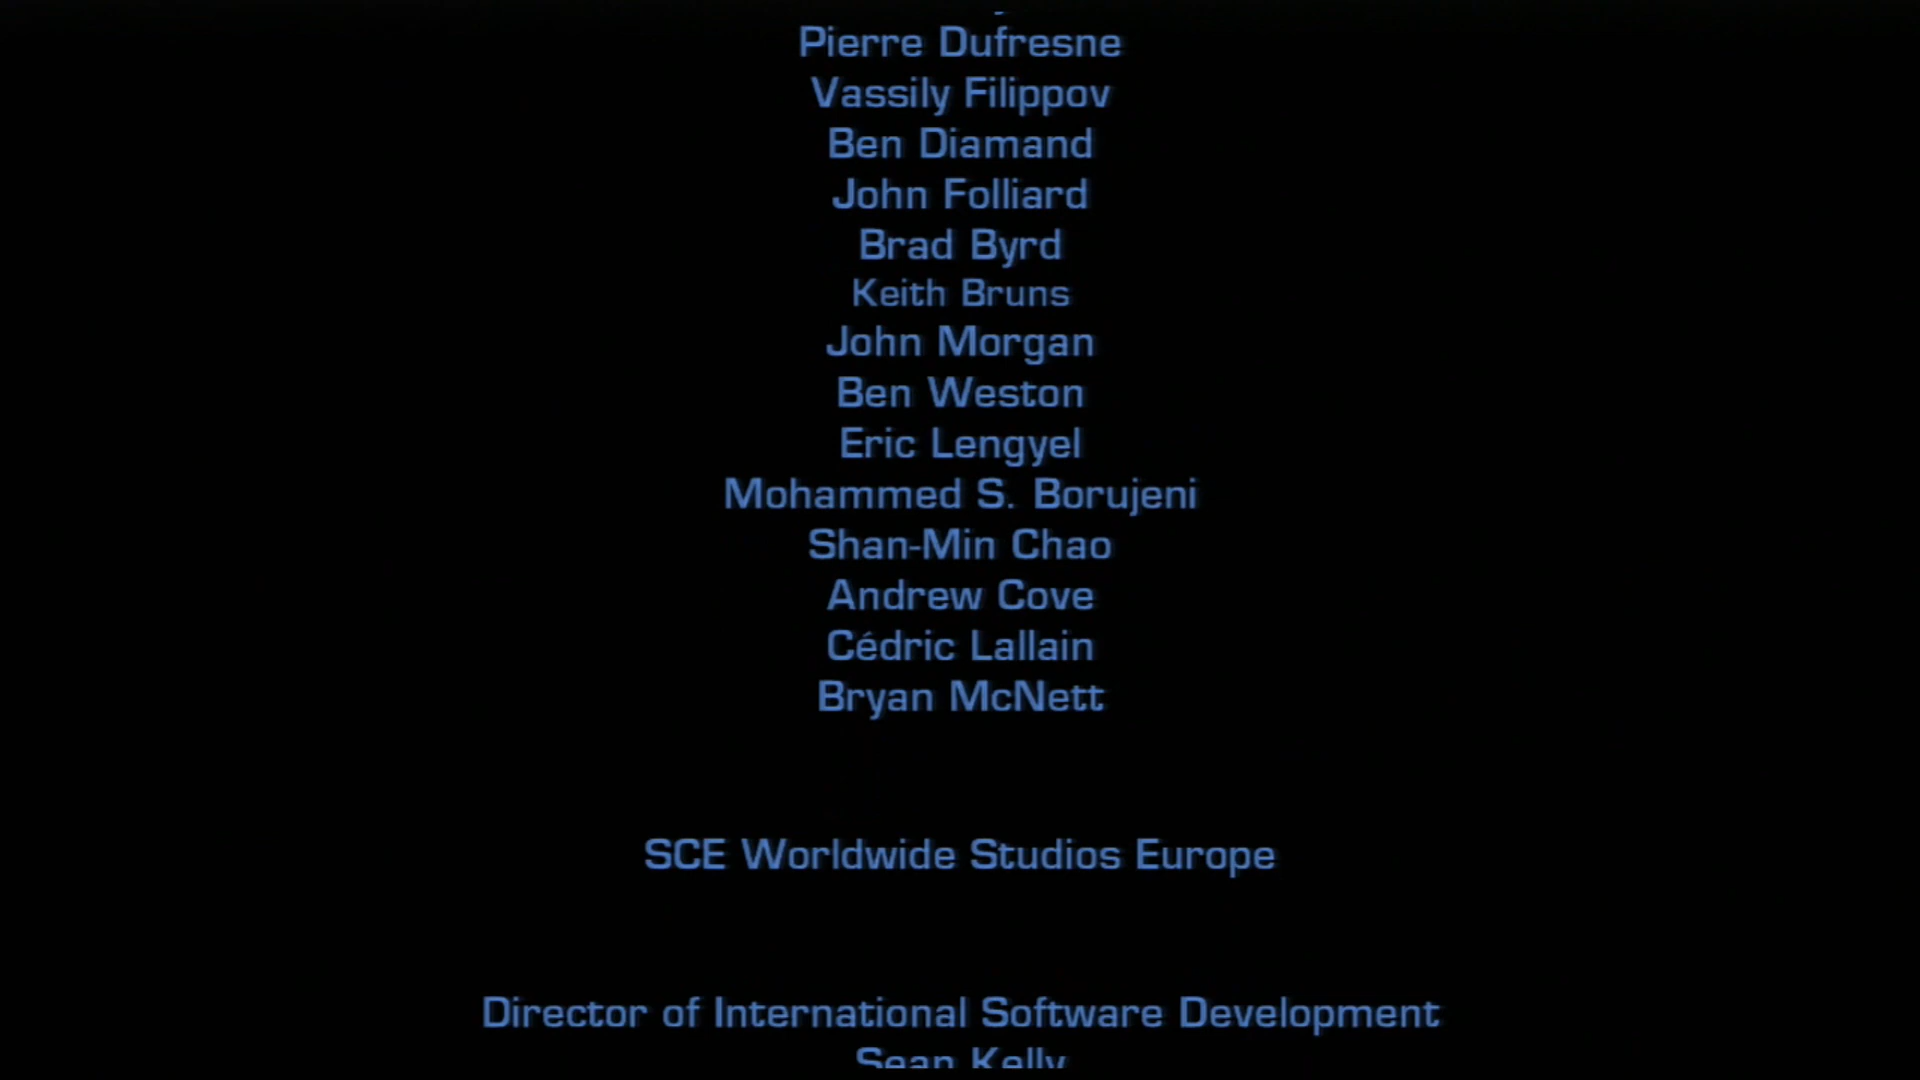 Pierre Dufresne
Vassily Filippov
Ben Diamand
John Folliard
Brad Byrd
Keith Bruns
John Morgan
Ben Weston
Eric Lengyel
Mohammed S. Borujeni
Shan-Min Chao
Andrew Cove
Cédric Lallain
Bryan McNett
SCE Worldwide Studios Europe
Director of International Software Development
Sean Kelly